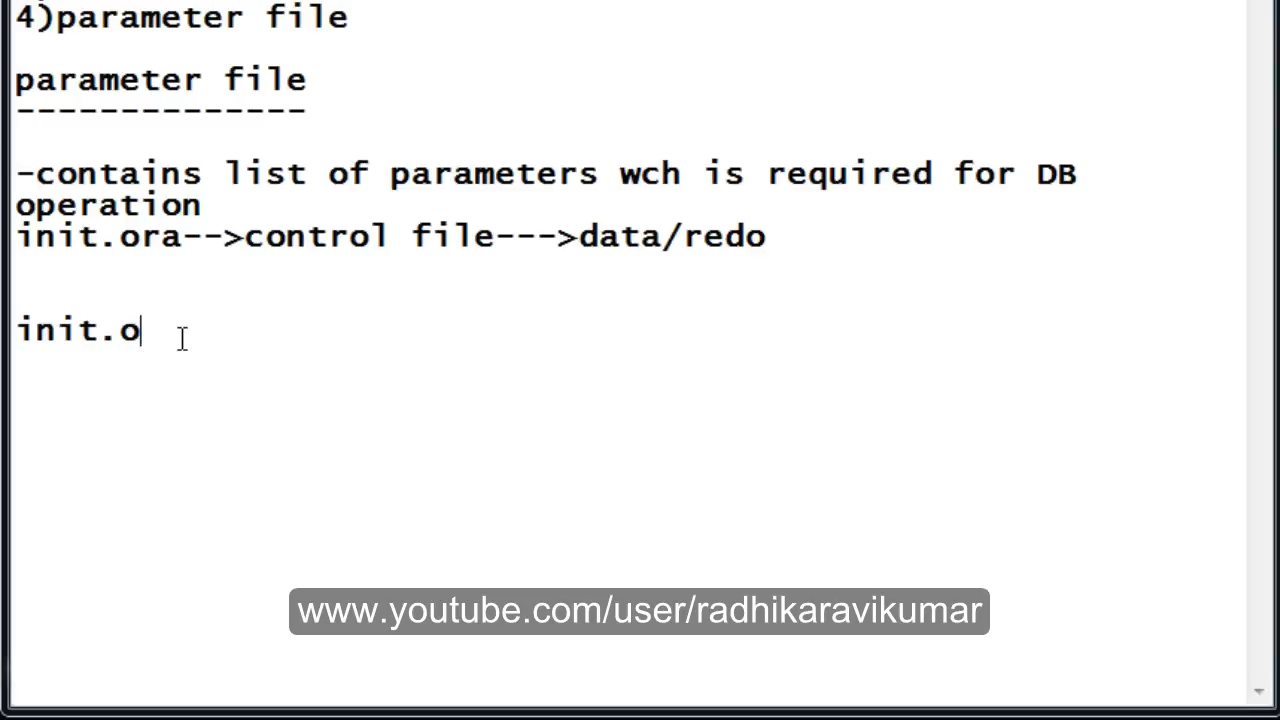 4)parameter file
parameter file
--------------
-contains list of parameters wch is required for DB
operation
init.ora-->control file--->data/redo
init.o
www.youtube.com/user/radhikaravikumar